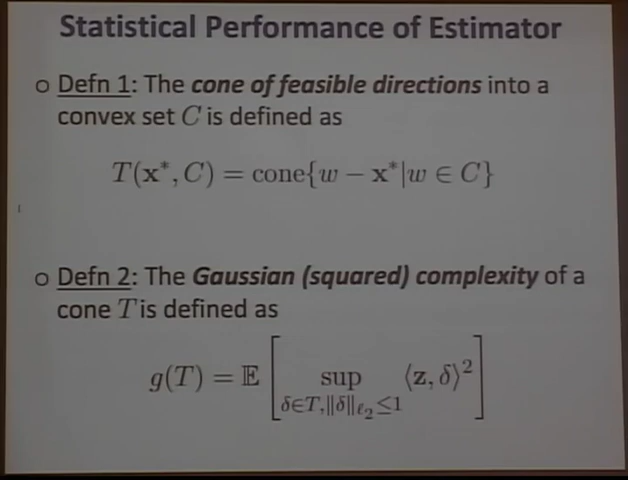 Statistical Performance of Estimator
o Defn 1: The cone of feasible directions into a
convex set C is defined as
T(x*, C) = cone{w − x*|w ∈ C}
o Defn 2: The Gaussian (squared) complexity of a
cone T is defined as
g(T) = 𝔼 [ sup_{δ∈T,‖δ‖_{ℓ₂}≤1} ⟨z, δ⟩² ]